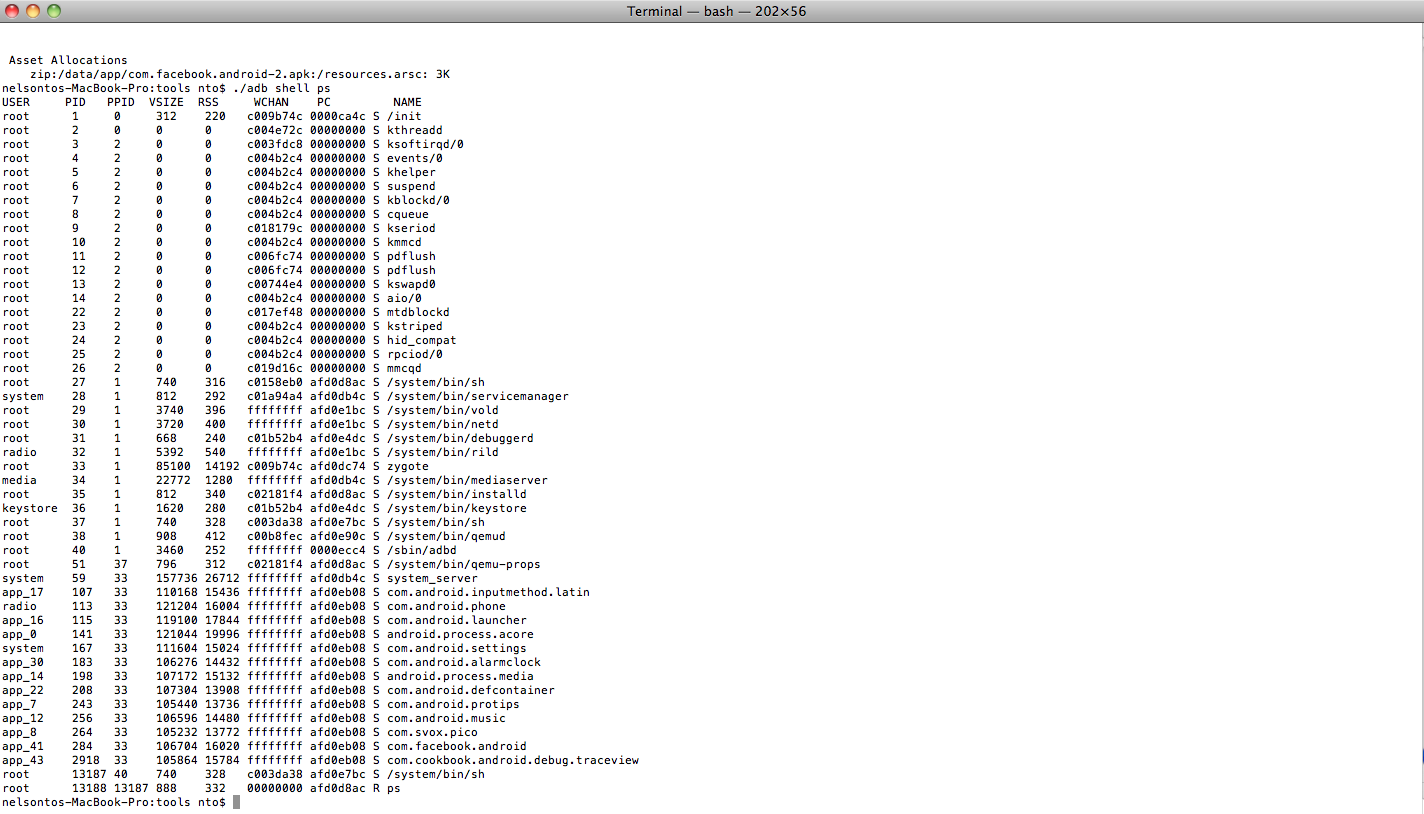 Terminal — bash — 202×56
Asset Allocations
zip:/data/app/com.facebook.android-2.apk:/resources.arsc: 3K
nelsontos-MacBook-Pro:tools nto$ ./adb shell ps
USER     PID   PPID  VSIZE  RSS     WCHAN    PC         NAME
root      1     0     312    220   c009b74c 0000ca4c S /init
root      2     0     0      0     c004e72c 00000000 S kthreadd
root      3     2     0      0     c003fdc8 00000000 S ksoftirqd/0
root      4     2     0      0     c004b2c4 00000000 S events/0
root      5     2     0      0     c004b2c4 00000000 S khelper
root      6     2     0      0     c004b2c4 00000000 S suspend
root      7     2     0      0     c004b2c4 00000000 S kblockd/0
root      8     2     0      0     c004b2c4 00000000 S cqueue
root      9     2     0      0     c018179c 00000000 S kseriod
root      10    2     0      0     c004b2c4 00000000 S kmmcd
root      11    2     0      0     c006fc74 00000000 S pdflush
root      12    2     0      0     c006fc74 00000000 S pdflush
root      13    2     0      0     c00744e4 00000000 S kswapd0
root      14    2     0      0     c004b2c4 00000000 S aio/0
root      22    2     0      0     c017ef48 00000000 S mtdblockd
root      23    2     0      0     c004b2c4 00000000 S kstriped
root      24    2     0      0     c004b2c4 00000000 S hid_compat
root      25    2     0      0     c004b2c4 00000000 S rpciod/0
root      26    2     0      0     c019d16c 00000000 S mmcqd
root      27    1     740    316   c0158eb0 afd0d8ac S /system/bin/sh
system    28    1     812    292   c01a94a4 afd0db4c S /system/bin/servicemanager
root      29    1     3740   396   ffffffff afd0e1bc S /system/bin/vold
root      30    1     3720   400   ffffffff afd0e1bc S /system/bin/netd
root      31    1     668    240   c01b52b4 afd0e4dc S /system/bin/debuggerd
radio     32    1     5392   540   ffffffff afd0e1bc S /system/bin/rild
root      33    1     85100  14192 c009b74c afd0dc74 S zygote
media     34    1     22772  1280  ffffffff afd0db4c S /system/bin/mediaserver
root      35    1     812    340   c02181f4 afd0d8ac S /system/bin/installd
keystore  36    1     1620   280   c01b52b4 afd0e4dc S /system/bin/keystore
root      37    1     740    328   c003da38 afd0e7bc S /system/bin/sh
root      38    1     908    412   c00b8fec afd0e90c S /system/bin/qemud
root      40    1     3460   252   ffffffff 0000ecc4 S /sbin/adbd
root      51    37    796    312   c02181f4 afd0d8ac S /system/bin/qemu-props
system    59    33    157736 26712 ffffffff afd0db4c S system_server
app_17    107   33    110168 15436 ffffffff afd0eb08 S com.android.inputmethod.latin
radio     113   33    121204 16004 ffffffff afd0eb08 S com.android.phone
app_16    115   33    119100 17844 ffffffff afd0eb08 S com.android.launcher
app_0     141   33    121044 19996 ffffffff afd0eb08 S android.process.acore
system    167   33    111604 15024 ffffffff afd0eb08 S com.android.settings
app_30    183   33    106276 14432 ffffffff afd0eb08 S com.android.alarmclock
app_14    198   33    107172 15132 ffffffff afd0eb08 S android.process.media
app_22    208   33    107304 13908 ffffffff afd0eb08 S com.android.defcontainer
app_7     243   33    105440 13736 ffffffff afd0eb08 S com.android.protips
app_12    256   33    106596 14480 ffffffff afd0eb08 S com.android.music
app_8     264   33    105232 13772 ffffffff afd0eb08 S com.svox.pico
app_41    284   33    106704 16020 ffffffff afd0eb08 S com.facebook.android
app_43    2918  33    105864 15784 ffffffff afd0eb08 S com.cookbook.android.debug.traceview
root      13187 40    740    328   c003da38 afd0e7bc S /system/bin/sh
root      13188 13187 888    332   00000000 afd0d8ac R ps
nelsontos-MacBook-Pro:tools nto$